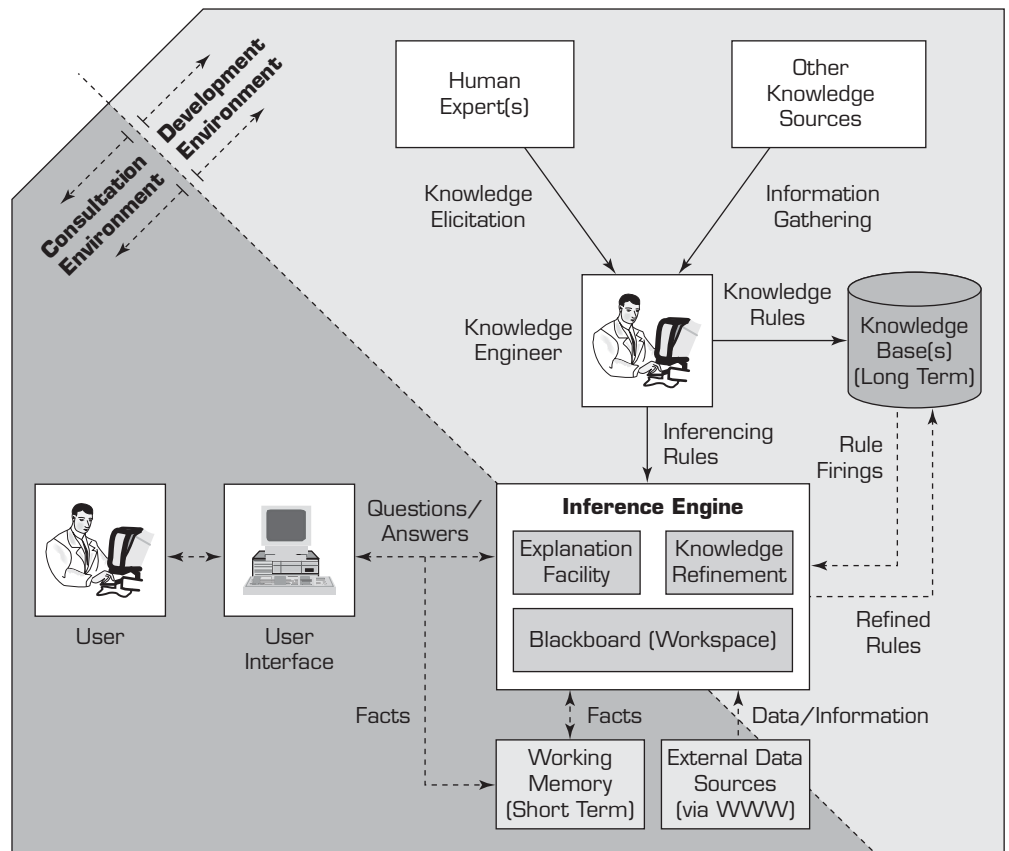 Development
Environment
Consultation
Environment
Human
Expert(s)
Other
Knowledge
Sources
Knowledge
Elicitation
Information
Gathering
Knowledge
Engineer
Knowledge
Rules
Knowledge
Base(s)
(Long Term)
Inferencing
Rules
Rule
Firings
User
User
Interface
Questions/
Answers
Inference Engine
Explanation
Facility
Knowledge
Refinement
Blackboard (Workspace)
Refined
Rules
Facts
Facts
Data/Information
Working
Memory
(Short Term)
External Data
Sources
(via WWW)